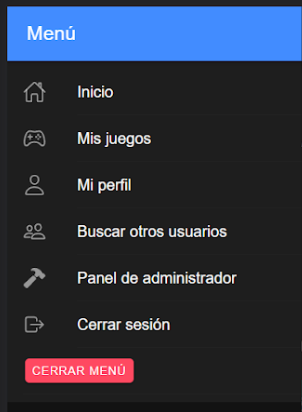 Menú
Inicio
Mis juegos
Mi perfil
Buscar otros usuarios
Panel de administrador
Cerrar sesión
CERRAR MENÚ